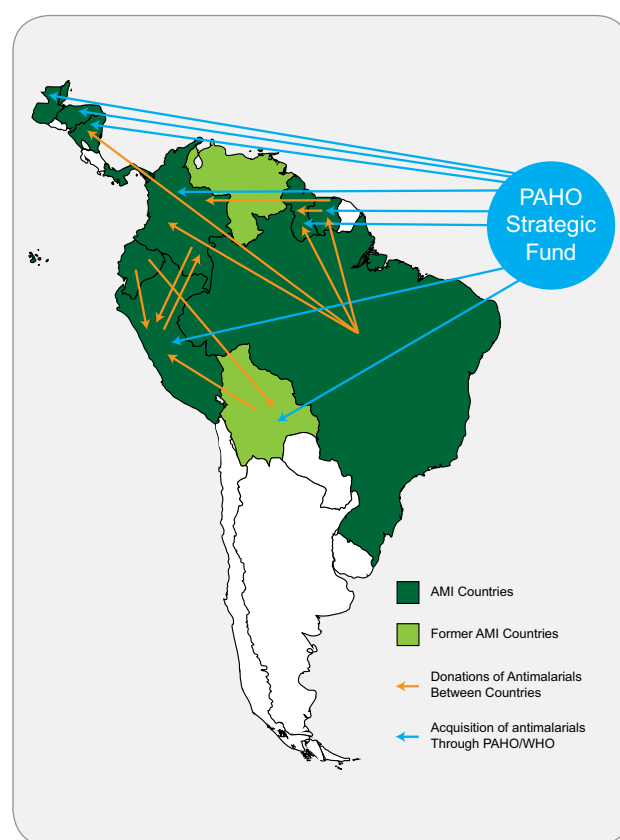 PAHO
Strategic
Fund
AMI Countries
Former AMI Countries
Donations of Antimalarials
Between Countries
Acquisition of antimalarials
Through PAHO/WHO